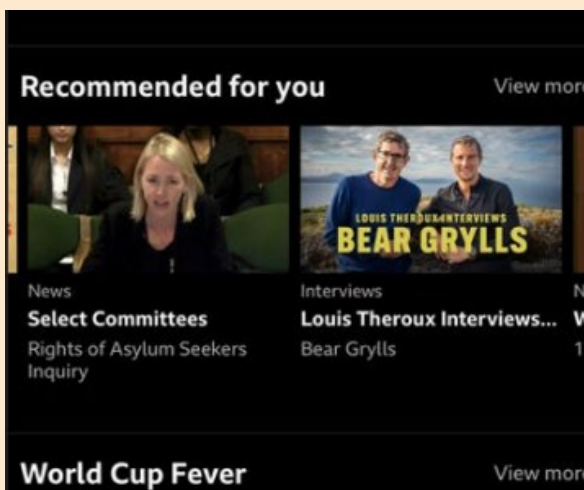 Recommended for you
View more
LOUIS THEROUX INTERVIEWS
BEAR GRYLLS
News
Select Committees
Rights of Asylum Seekers
Inquiry
Interviews
Louis Theroux Interviews...
Bear Grylls
World Cup Fever
View more